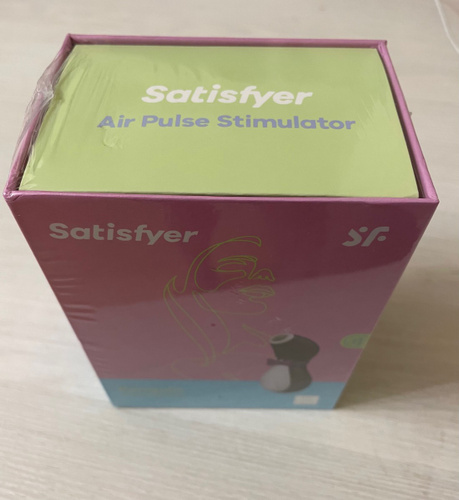 Satisfyer
Air Pulse Stimulator
Satisfyer
SF